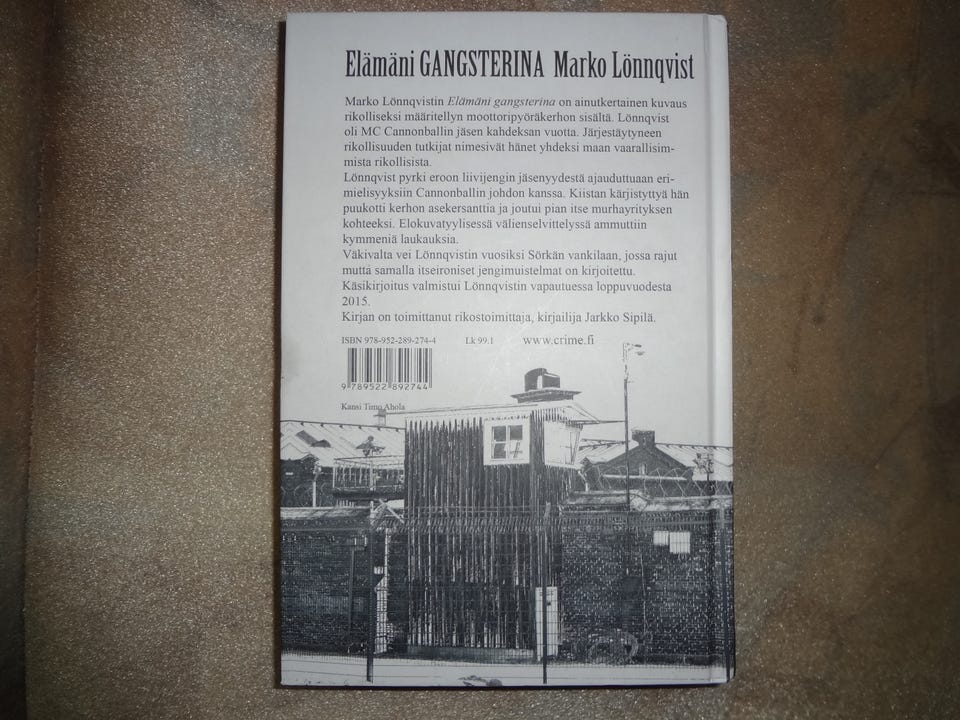 Elämäni GANGSTERINA Marko Lönnqvist
Marko Lönnqvistin Elämäni gangsterina on ainutkertainen kuvaus
rikolliseksi määritellyn moottoripyöräkerhon sisältä. Lönnqvist
oli MC Cannonballin jäsen kahdeksan vuotta. Järjestäytyneen
rikollisuuden tutkijat nimesivät hänet yhdeksi maan vaarallisim-
mista rikollisista.
Lönnqvist pyrki eroon liivijengin jäsenyydestä ajauduttuaan eri-
mielisyyksiin Cannonballin johdon kanssa. Kiistan kärjistyttyä hän
puukotti kerhon asekersanttia ja joutui pian itse murhayrityksen
kohteeksi. Elokuvatyylisessä välienselvittelyssä ammuttiin
kymmeniä laukauksia.
Väkivalta vei Lönnqvistin vuosiksi Sörkän vankilaan, jossa rajut
mutta samalla itseironiset jengimuistelmat on kirjoitettu.
Käsikirjoitus valmistui Lönnqvistin vapautuessa loppuvuodesta
2015.
Kirjan on toimittanut rikostoimittaja, kirjailija Jarkko Sipilä.
ISBN 978-952-289-274-4 Lk 99.1 www.crime.fi
9 789522 892744
Kansi Timo Ahola